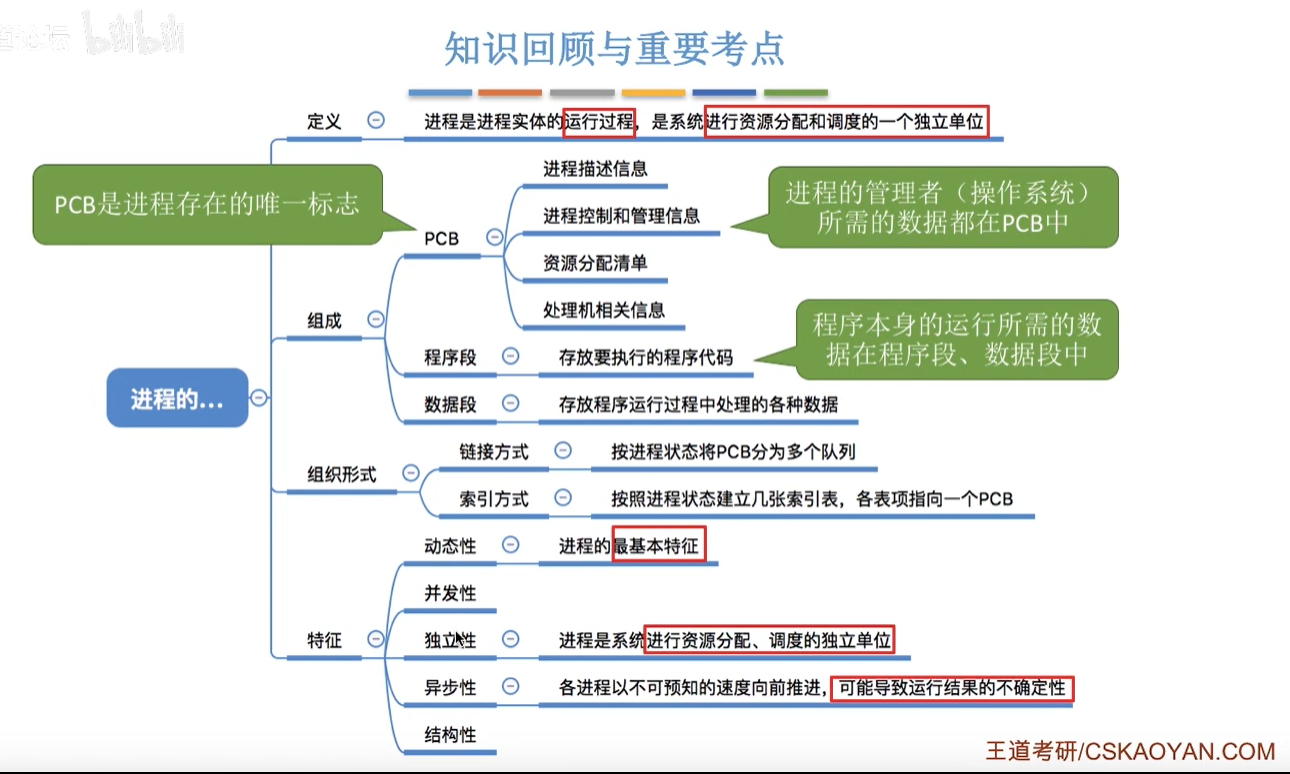 bilibili
知识回顾与重要考点
定义
进程是进程实体的运行过程，是系统进行资源分配和调度的一个独立单位
PCB是进程存在的唯一标志
进程描述信息
进程的管理者（操作系统）
所需的数据都在PCB中
进程控制和管理信息
PCB
资源分配清单
处理机相关信息
组成
程序本身的运行所需的数
据在程序段、数据段中
程序段
存放要执行的程序代码
进程的...
数据段
存放程序运行过程中处理的各种数据
链接方式
按进程状态将PCB分为多个队列
组织形式
索引方式
按照进程状态建立几张索引表，各表项指向一个PCB
动态性
进程的最基本特征
并发性
特征
独立性
进程是系统进行资源分配、调度的独立单位
异步性
各进程以不可预知的速度向前推进，可能导致运行结果的不确定性
结构性
王道考研/CSKAOYAN.COM